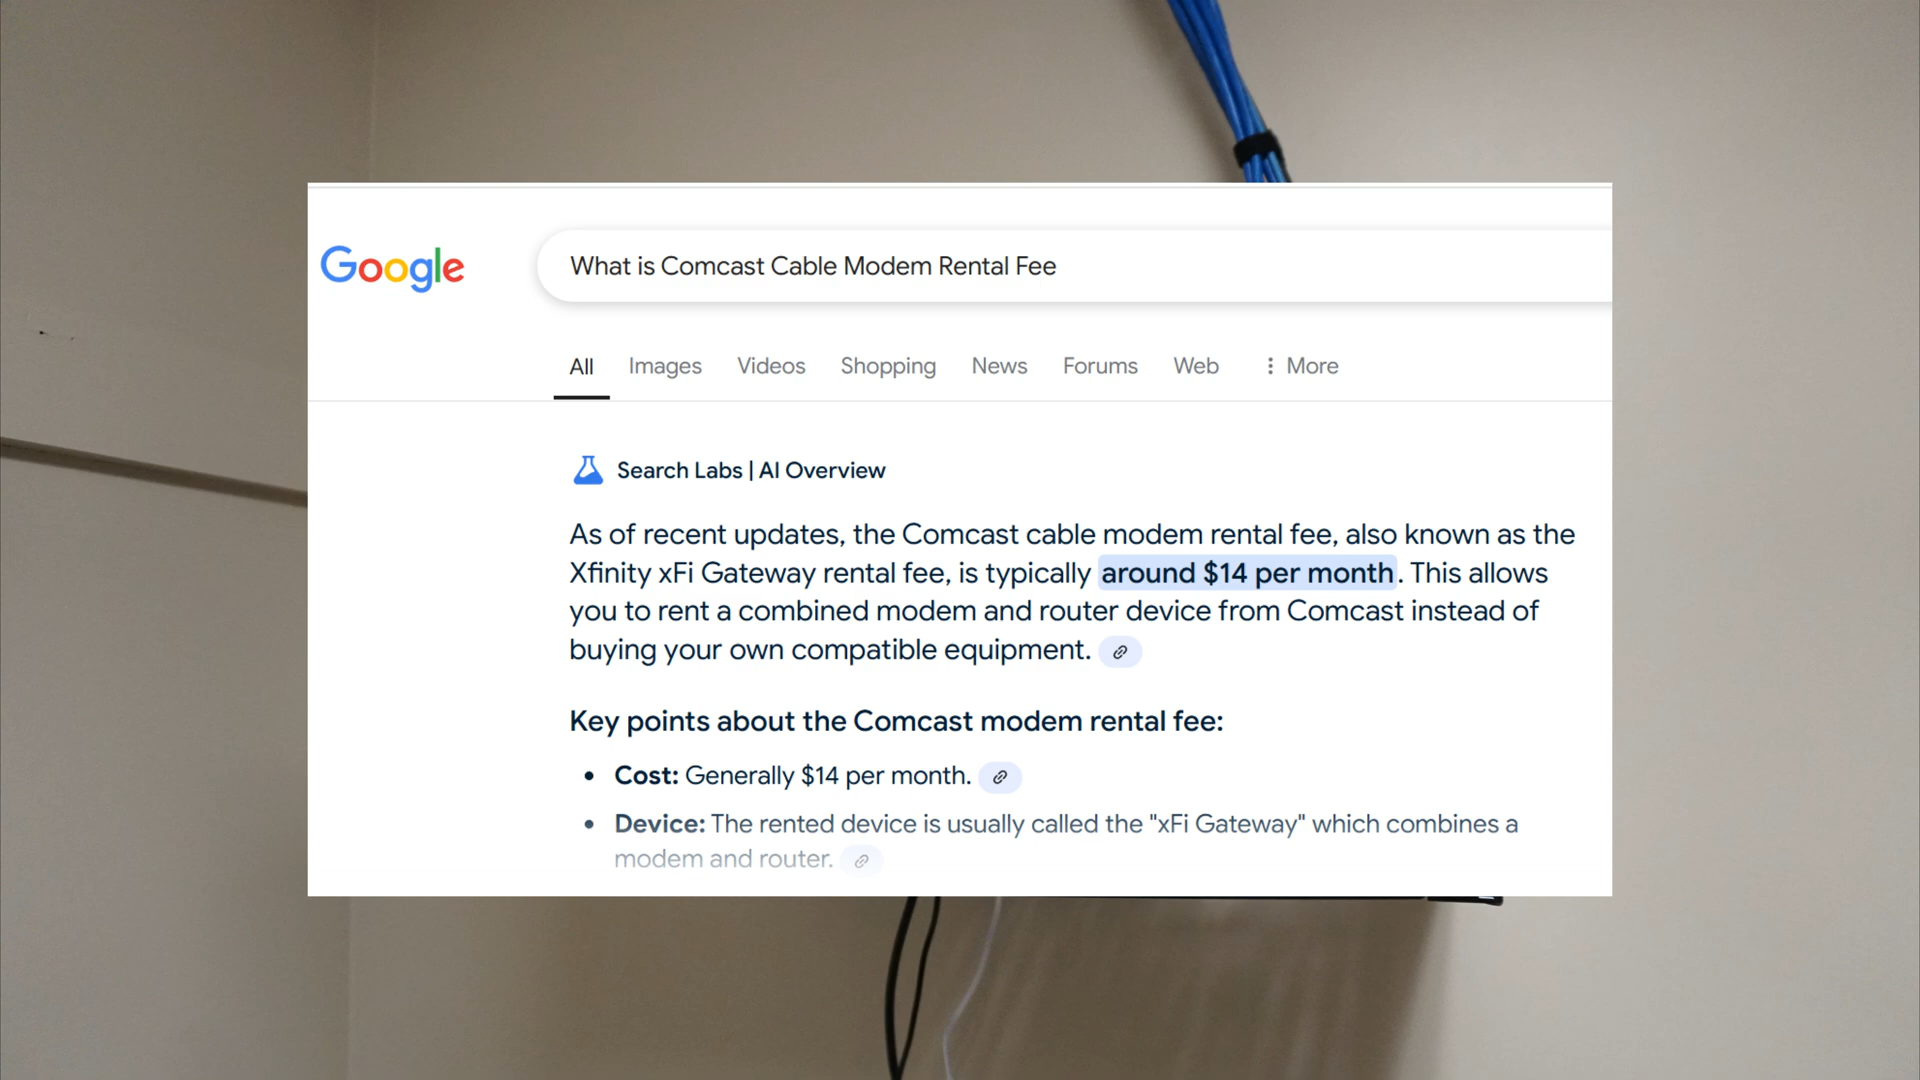 Google
What is Comcast Cable Modem Rental Fee
All Images Videos Shopping News Forums Web More
Search Labs | AI Overview
As of recent updates, the Comcast cable modem rental fee, also known as the
Xfinity xFi Gateway rental fee, is typically around $14 per month. This allows
you to rent a combined modem and router device from Comcast instead of
buying your own compatible equipment.
Key points about the Comcast modem rental fee:
• Cost: Generally $14 per month.
• Device: The rented device is usually called the "xFi Gateway" which combines a
modem and router.